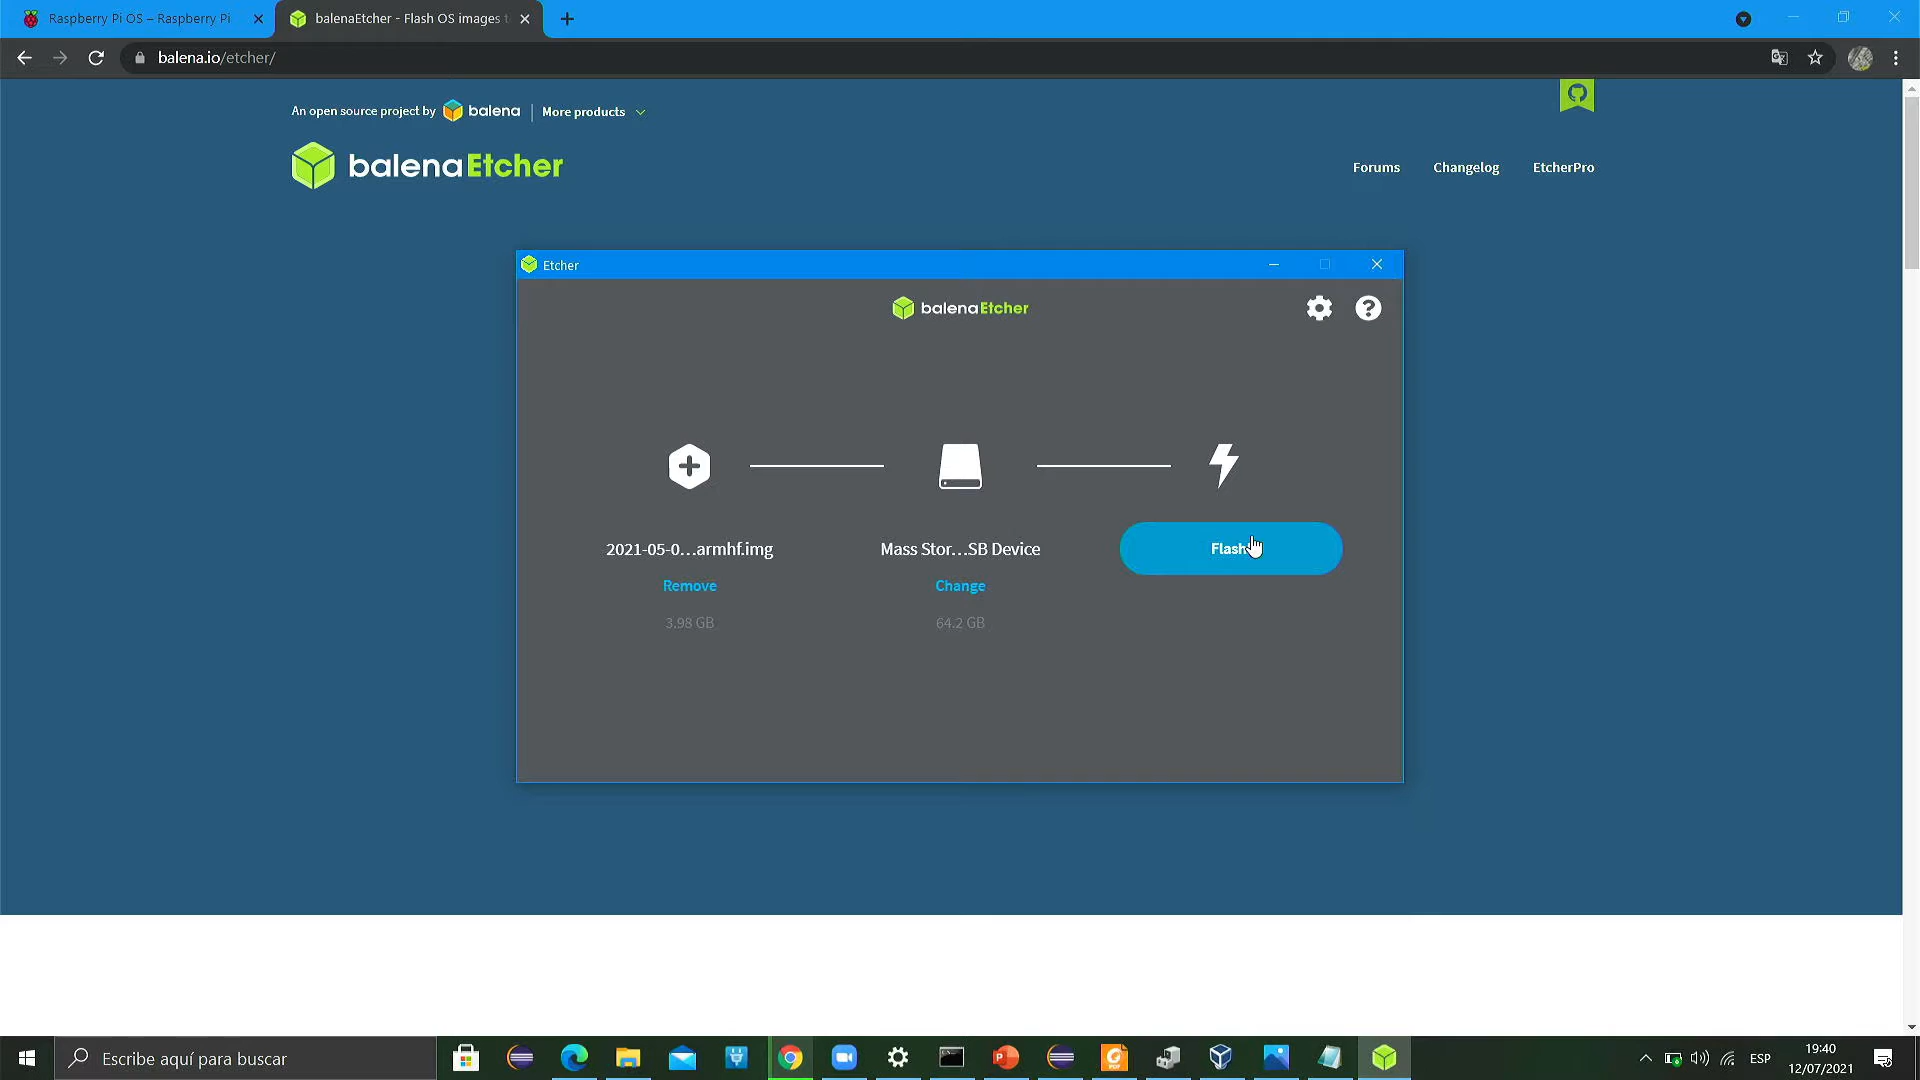 Raspberry Pi OS – Raspberry Pi
balenaEtcher - Flash OS images t
balena.io/etcher/
An open source project by balena
More products
balenaEtcher
Forums
Changelog
EtcherPro
Etcher
balenaEtcher
2021-05-0...armhf.img
Mass Stor...SB Device
Flash
Remove
Change
3.98 GB
64.2 GB
Escribe aquí para buscar
ESP
19:40
12/07/2021